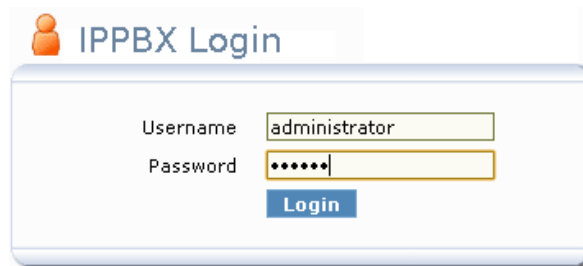 IPPBX Login
Username administrator
Password ••••••
Login